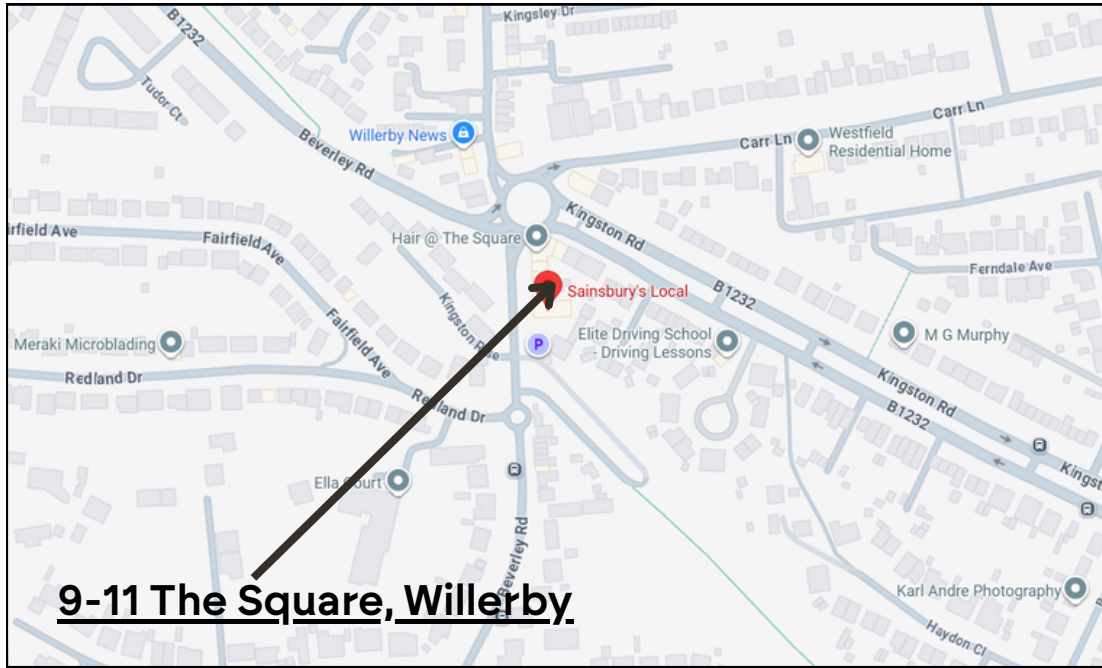 Kingsley Dr
B1232
Tudor Ct
Willerby News
Beverley Rd
Carr Ln
Carr Ln
Westfield
Residential Home
Kingston Rd
Fairfield Ave
Hair @ The Square
irfield Ave
Ferndale Ave
Sainsbury's Local
B1232
Kingston
Fairfield Ave
Meraki Microblading
P
Elite Driving School
- Driving Lessons
M G Murphy
Redland Dr
Redland Dr
Kingston Rd
B1232
Kingst
Ella Court
Beverley Rd
Karl Andre Photography
9-11 The Square, Willerby
Haydon Cl